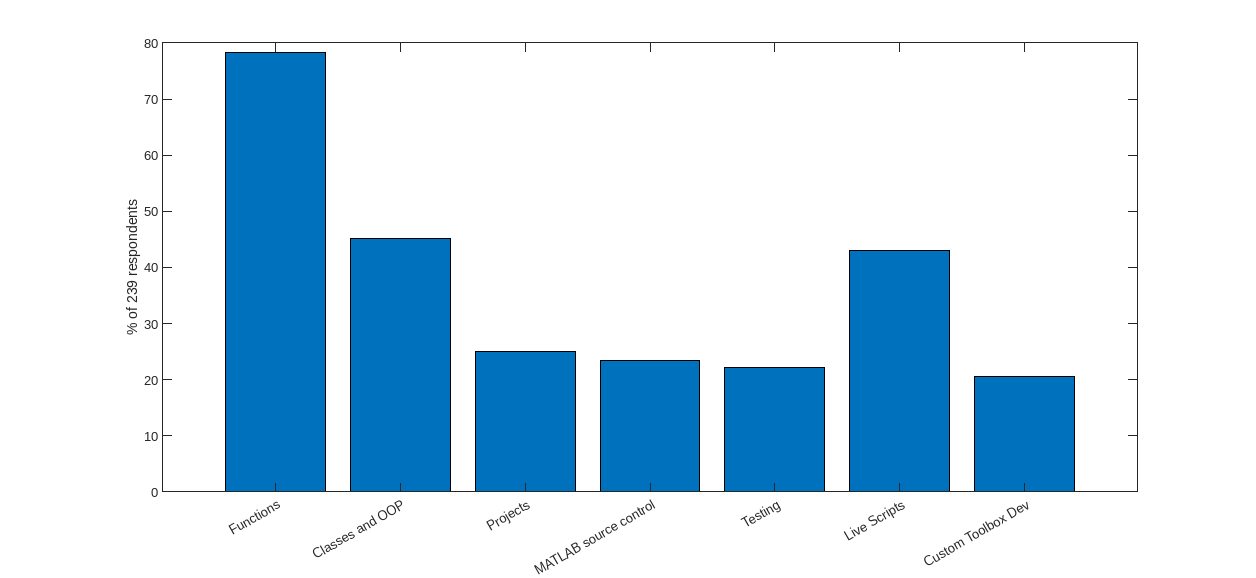 % of 239 respondents
80
70
60
50
40
30
20
10
0
Functions
Classes and OOP
Projects
MATLAB source control
Testing
Live Scripts
Custom Toolbox Dev